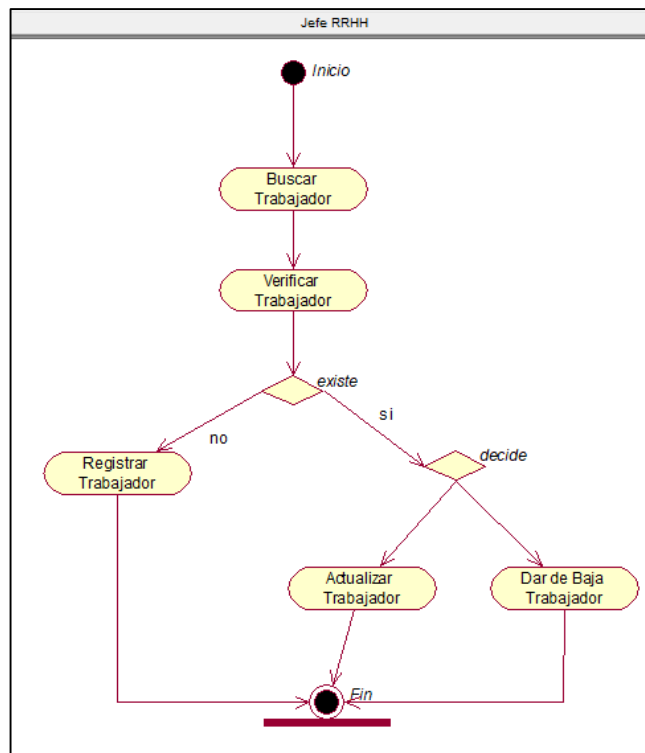 Jefe RRHH
Inicio
Buscar
Trabajador
Verificar
Trabajador
existe
no
si
Registrar
Trabajador
decide
Actualizar
Trabajador
Dar de Baja
Trabajador
Fin